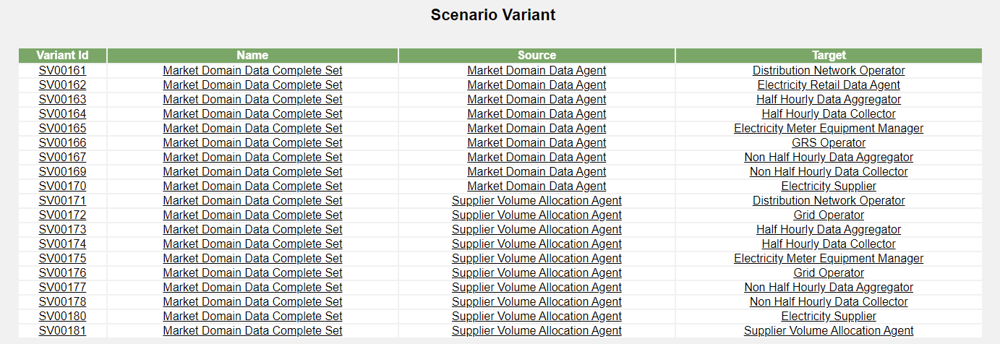 Scenario Variant
Variant Id Name Source Target
SV00161 Market Domain Data Complete Set Market Domain Data Agent Distribution Network Operator
SV00162 Market Domain Data Complete Set Market Domain Data Agent Electricity Retail Data Agent
SV00163 Market Domain Data Complete Set Market Domain Data Agent Half Hourly Data Aggregator
SV00164 Market Domain Data Complete Set Market Domain Data Agent Half Hourly Data Collector
SV00165 Market Domain Data Complete Set Market Domain Data Agent Electricity Meter Equipment Manager
SV00166 Market Domain Data Complete Set Market Domain Data Agent GRS Operator
SV00167 Market Domain Data Complete Set Market Domain Data Agent Non Half Hourly Data Aggregator
SV00169 Market Domain Data Complete Set Market Domain Data Agent Non Half Hourly Data Collector
SV00170 Market Domain Data Complete Set Market Domain Data Agent Electricity Supplier
SV00171 Market Domain Data Complete Set Supplier Volume Allocation Agent Distribution Network Operator
SV00172 Market Domain Data Complete Set Supplier Volume Allocation Agent Grid Operator
SV00173 Market Domain Data Complete Set Supplier Volume Allocation Agent Half Hourly Data Aggregator
SV00174 Market Domain Data Complete Set Supplier Volume Allocation Agent Half Hourly Data Collector
SV00175 Market Domain Data Complete Set Supplier Volume Allocation Agent Electricity Meter Equipment Manager
SV00176 Market Domain Data Complete Set Supplier Volume Allocation Agent Grid Operator
SV00177 Market Domain Data Complete Set Supplier Volume Allocation Agent Non Half Hourly Data Aggregator
SV00178 Market Domain Data Complete Set Supplier Volume Allocation Agent Non Half Hourly Data Collector
SV00180 Market Domain Data Complete Set Supplier Volume Allocation Agent Electricity Supplier
SV00181 Market Domain Data Complete Set Supplier Volume Allocation Agent Supplier Volume Allocation Agent